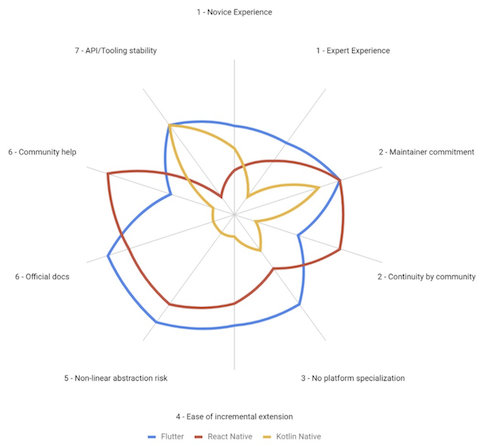 1 - Novice Experience
7 - API/Tooling stability
1 - Expert Experience
6 - Community help
2 - Maintainer commitment
6 - Official docs
2 - Continuity by community
5 - Non-linear abstraction risk
3 - No platform specialization
4 - Ease of incremental extension
Flutter React Native Kotlin Native